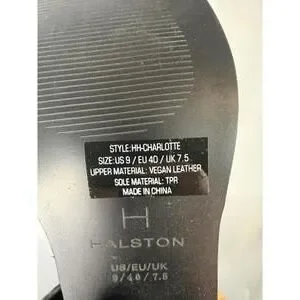 STYLE:HH-CHARLOTTE
SIZE: US 9 / EU 40 / UK 7.5
UPPER MATERIAL: VEGAN LEATHER
SOLE MATERIAL: TPR
MADE IN CHINA
H
HALSTON
US/EU/UK
9/40/7.5